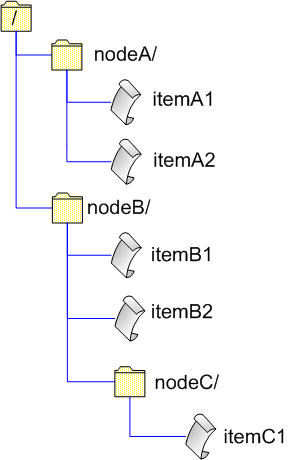 /
nodeA/
itemA1
itemA2
nodeB/
itemB1
itemB2
nodeC/
itemC1